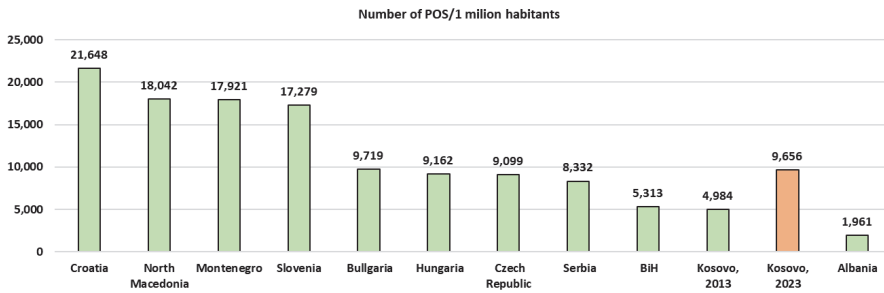 Number of POS/1 milion habitants
25,000
20,000
15,000
10,000
5,000
0
21,648
18,042
17,921
17,279
9,719
9,162
9,099
8,332
5,313
4,984
9,656
1,961
Croatia
North
Macedonia
Montenegro
Slovenia
Bullgaria
Hungaria
Czech
Republic
Serbia
BiH
Kosovo,
2013
Kosovo,
2023
Albania